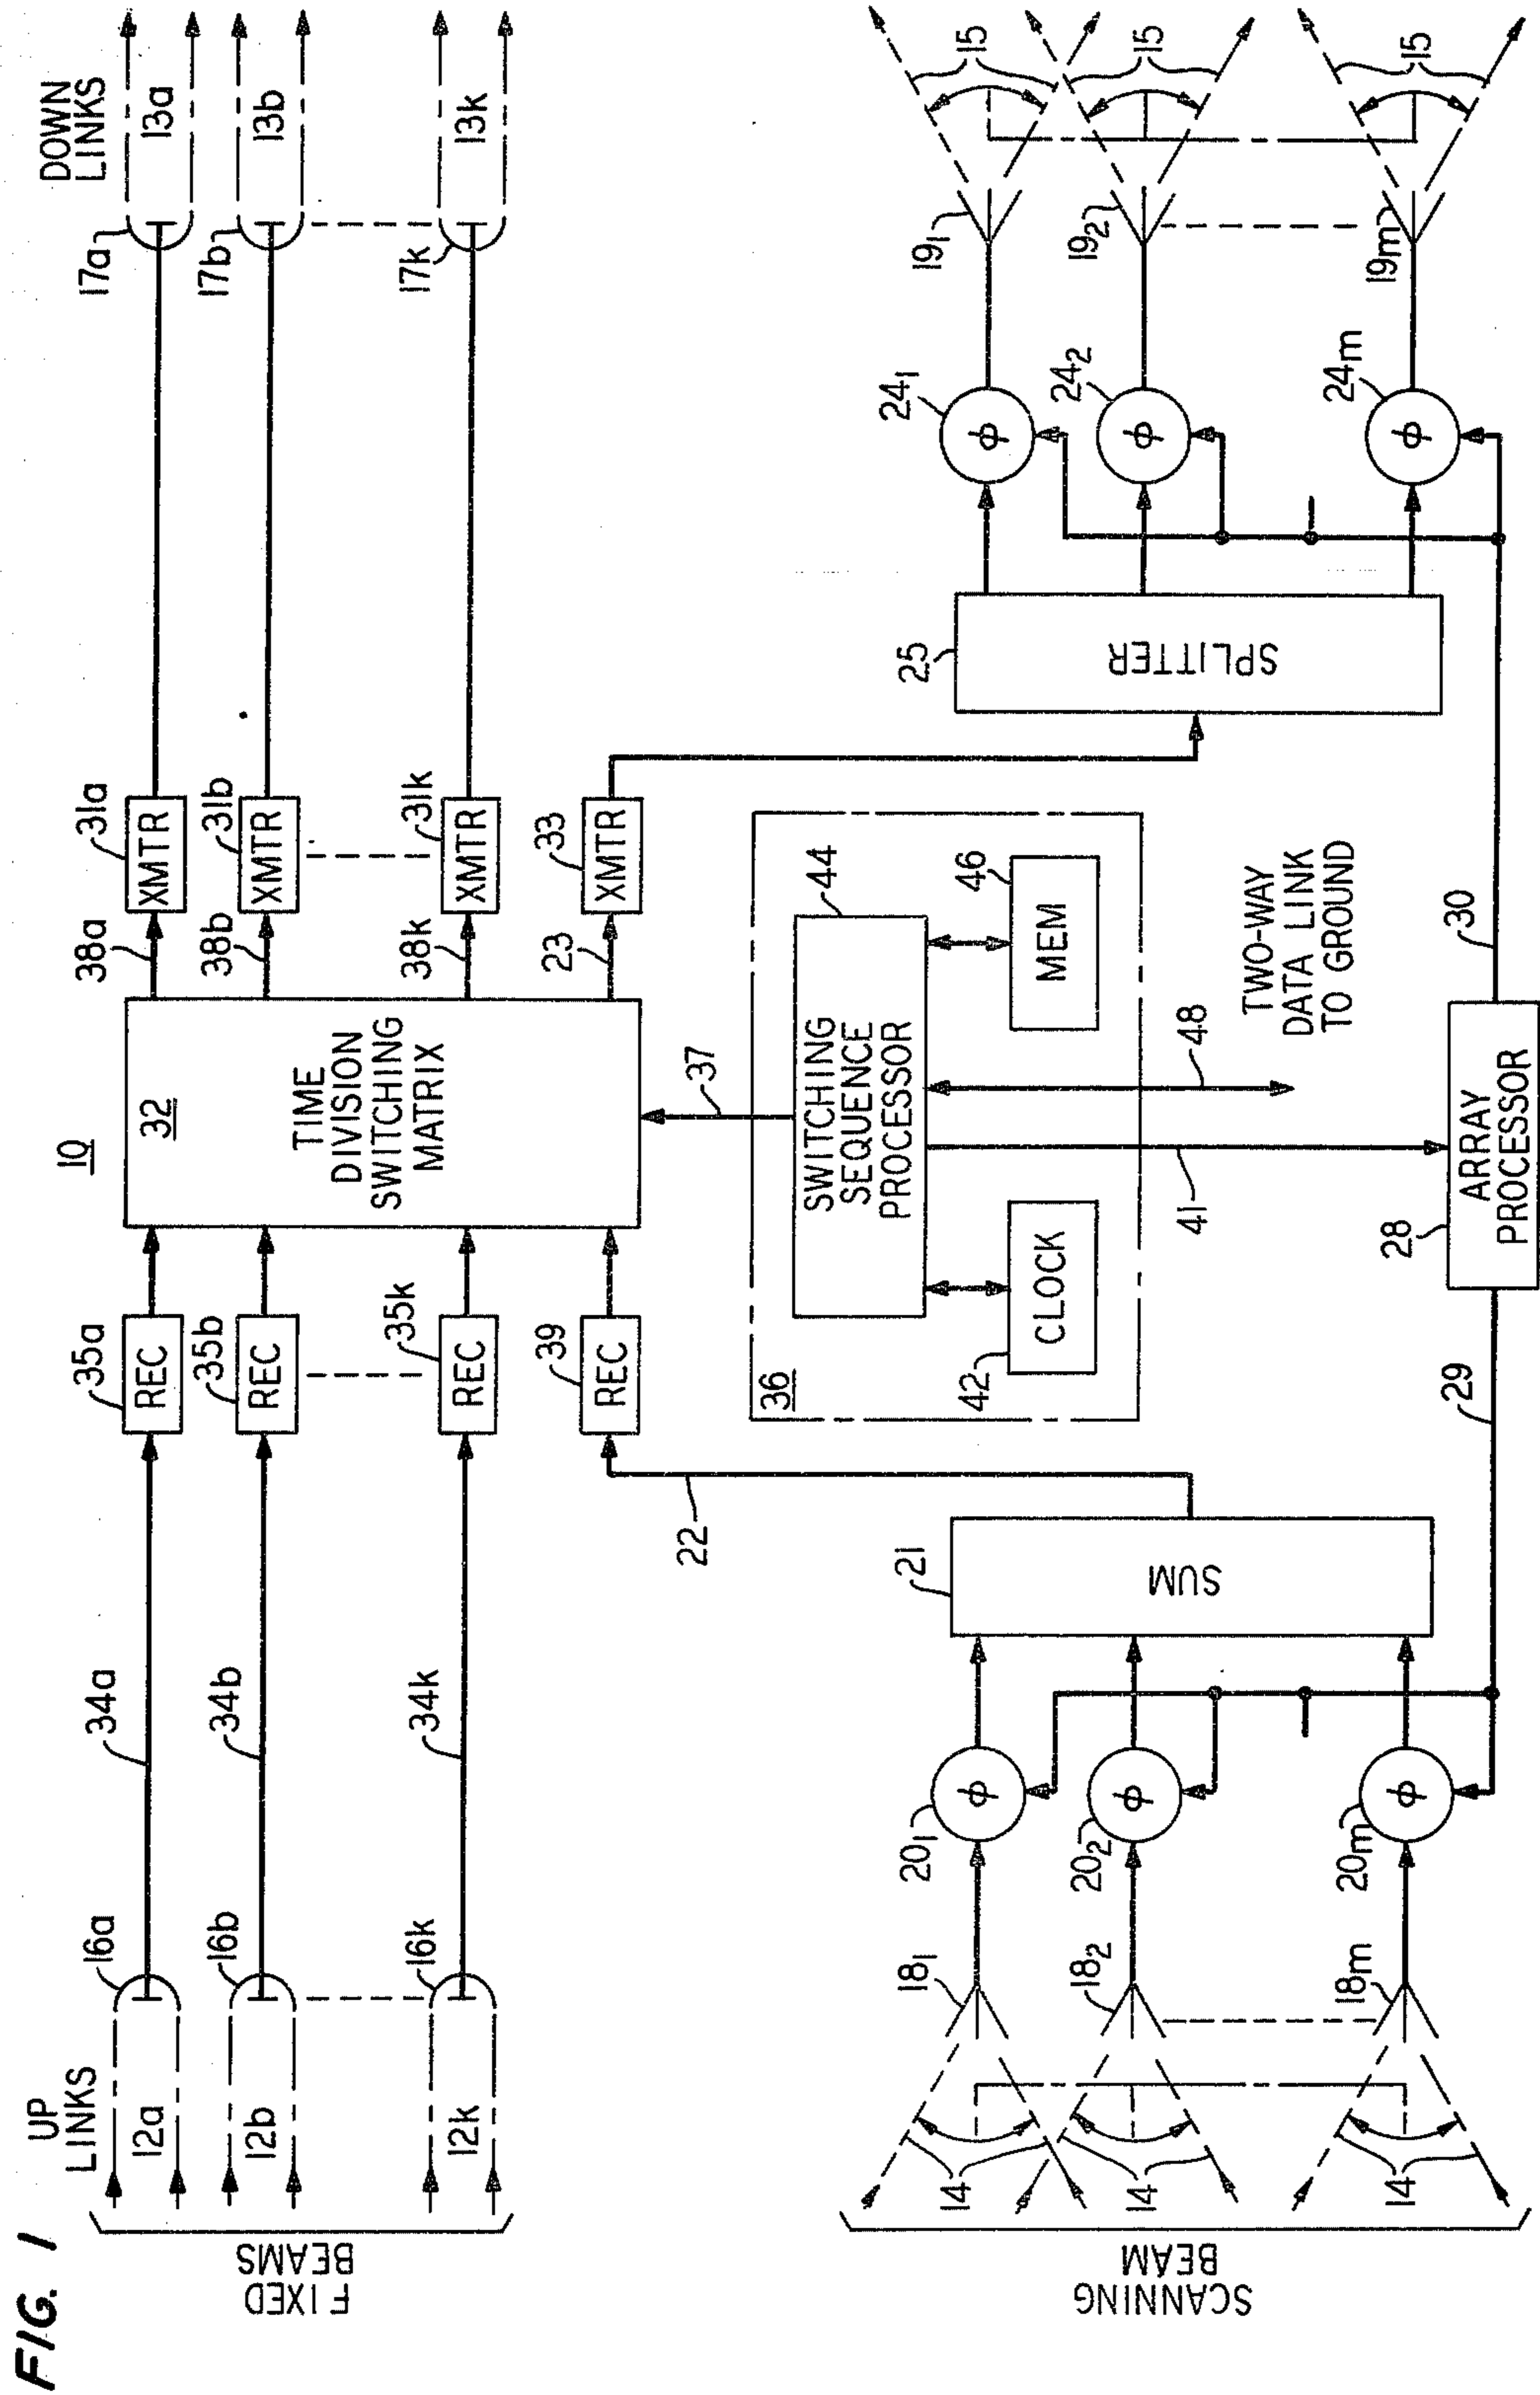 FIG. 1
UP
LINKS
DOWN
LINKS
FIXED
BEAMS
12a
16a
34a
35a
REC
10
32
TIME
DIVISION
SWITCHING
MATRIX
38a
XMTR
31a
17a
13a
12b
16b
34b
35b
REC
38b
XMTR
31b
17b
13b
12k
16k
34k
35k
REC
38k
XMTR
31k
17k
13k
22
39
REC
37
23
XMTR
33
36
SWITCHING
SEQUENCE
PROCESSOR
44
42
CLOCK
46
MEM
41
48
TWO-WAY
DATA LINK
TO GROUND
SCANNING
BEAM
14
18₁
20₁
ϕ
21
SUM
25
SPLITTER
24₁
ϕ
19₁
15
14
18₂
20₂
ϕ
24₂
ϕ
19₂
15
14
18m
20m
ϕ
24m
ϕ
19m
15
29
28
ARRAY
PROCESSOR
30